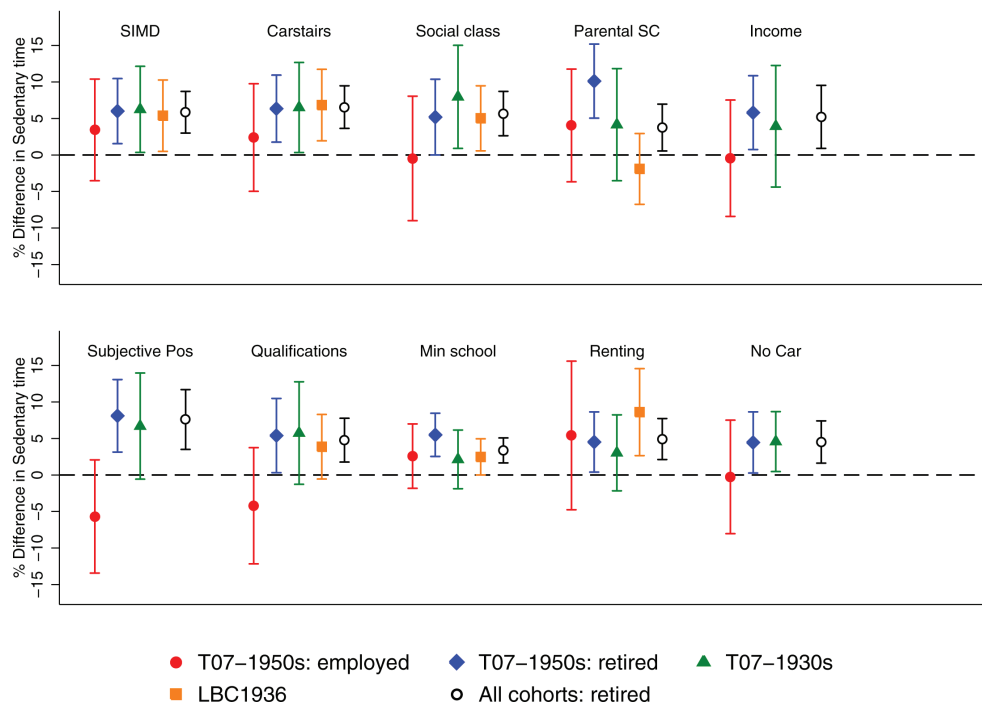 SIMD Carstairs Social class Parental SC Income
% Difference in Sedentary time
15
10
5
0
−5
−10
−15
Subjective Pos Qualifications Min school Renting No Car
% Difference in Sedentary time
15
10
5
0
−5
−10
−15
T07−1950s: employed T07−1950s: retired T07−1930s
LBC1936 All cohorts: retired